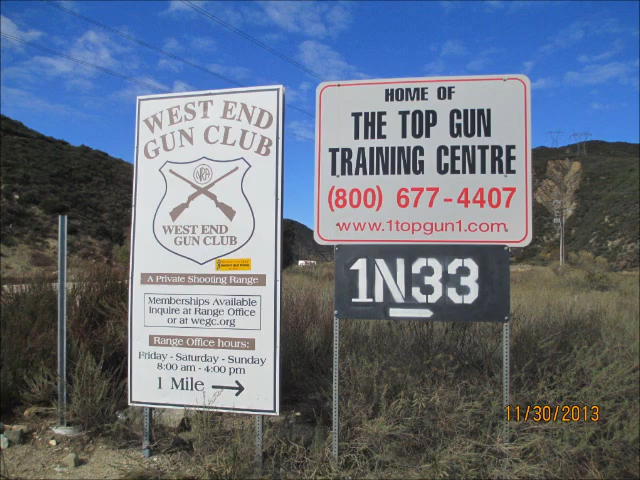 WEST END
GUN CLUB
NRA
WEST END
GUN CLUB
A Private Shooting Range
Memberships Available
Inquire at Range Office
or at wegc.org
Range Office hours:
Friday - Saturday - Sunday
8:00 am - 4:00 pm
1 Mile
HOME OF
THE TOP GUN
TRAINING CENTRE
(800) 677-4407
www.1topgun1.com
1N33
11/30/2013